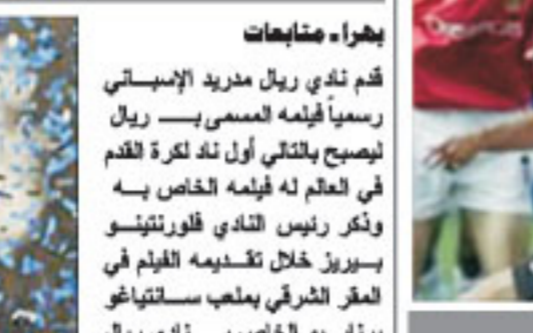 بهرا ـ متابعات
قدم نادي ريال مدريد الإسباني
رسمياً فيلمه المسمى بـ ريال
ليصبح بالتالي أول ناد لكرة القدم
في العالم له فيلمه الخاص به
وذكر رئيس النادي فلورنتينو
بيريز خلال تقديمه الفيلم في
المقر الشرقي بملعب سانتياغو